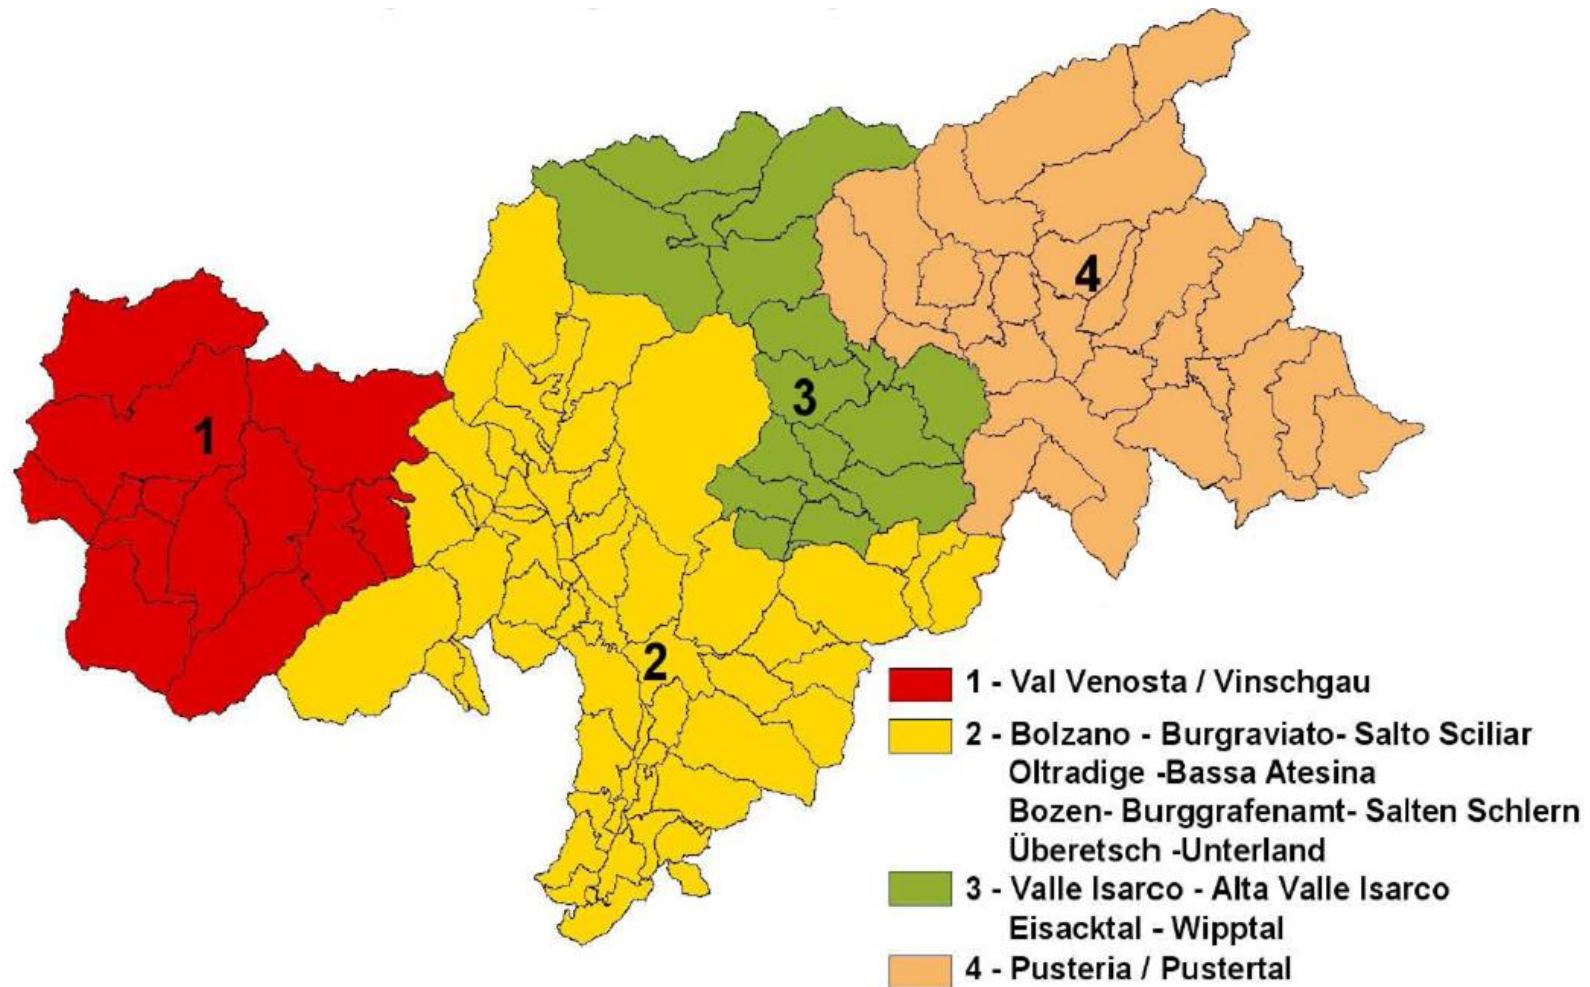 1
2
3
4
1 - Val Venosta / Vinschgau
2 - Bolzano - Burgraviato- Salto Sciliar
Oltradige -Bassa Atesina
Bozen- Burggrafenamt- Salten Schlern
Überetsch -Unterland
3 - Valle Isarco - Alta Valle Isarco
Eisacktal - Wipptal
4 - Pusteria / Pustertal